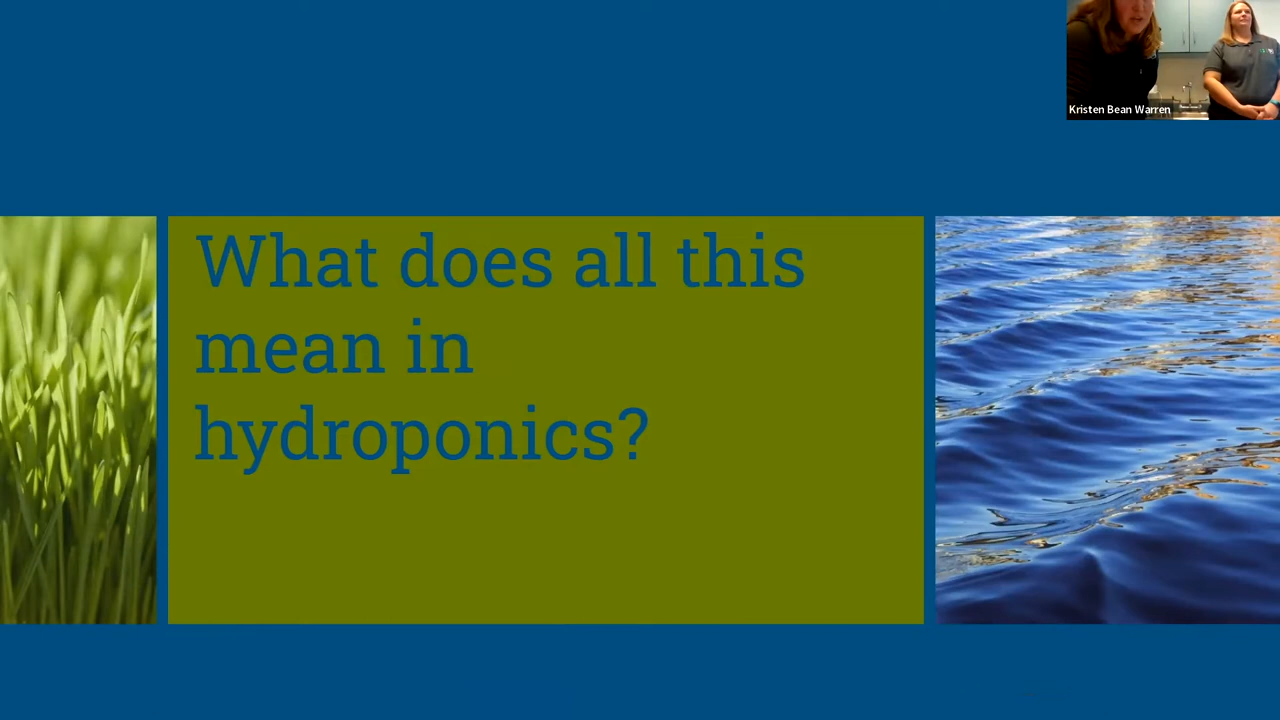 Kristen Bean Warren
What does all this
mean in
hydroponics?